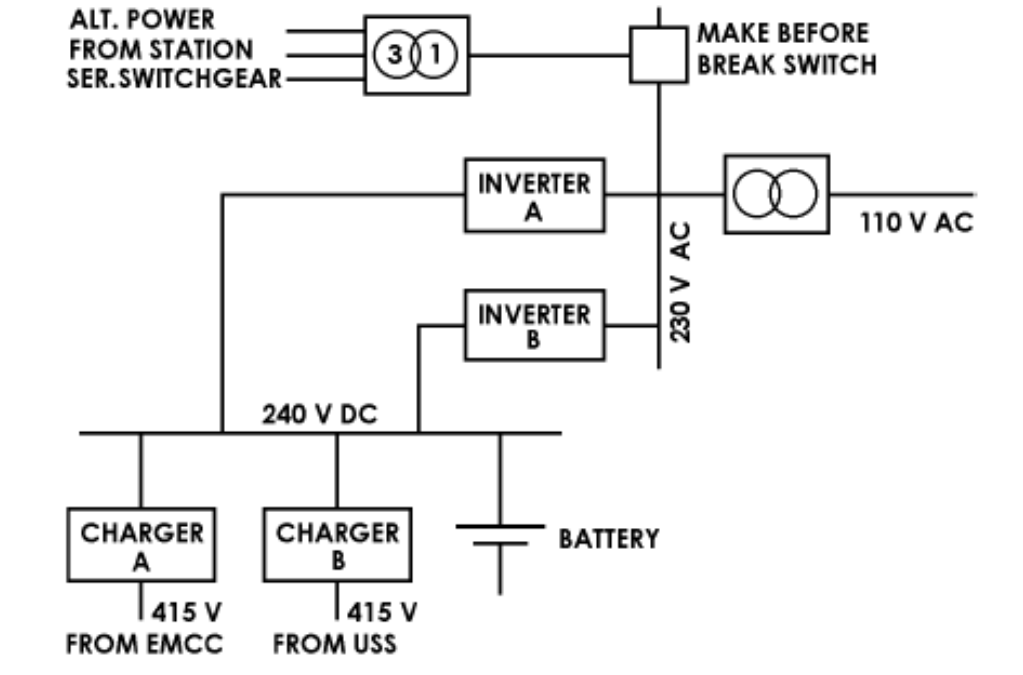 ALT. POWER
FROM STATION
SER. SWITCHGEAR
3 1
MAKE BEFORE
BREAK SWITCH
INVERTER
A
110 V AC
230 V AC
INVERTER
B
240 V DC
CHARGER
A
CHARGER
B
BATTERY
415 V
FROM EMCC
415 V
FROM USS